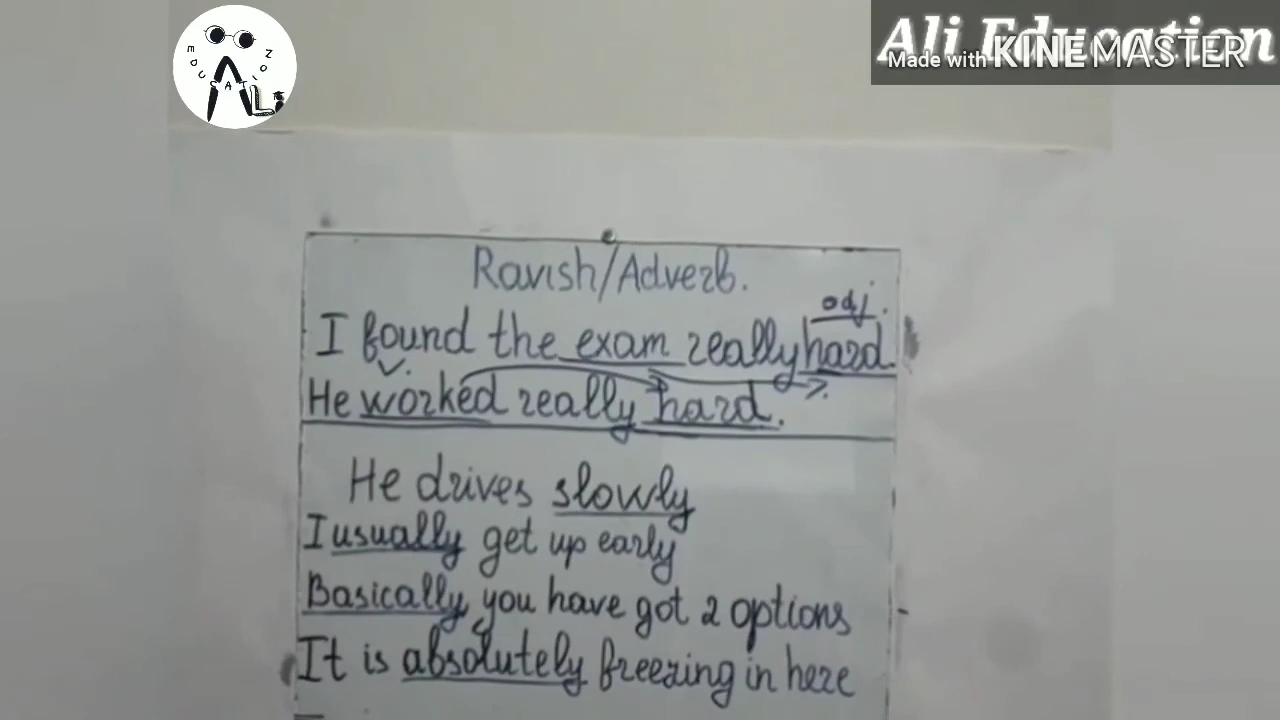 EDUCATION
ALi
Ali Education
Made with KINEMASTER
Ravish/Adverb.
adj.
I found the exam really hard.
v.
He worked really hard.
He drives slowly
I usually get up early
Basically, you have got 2 options
It is absolutely freezing in here